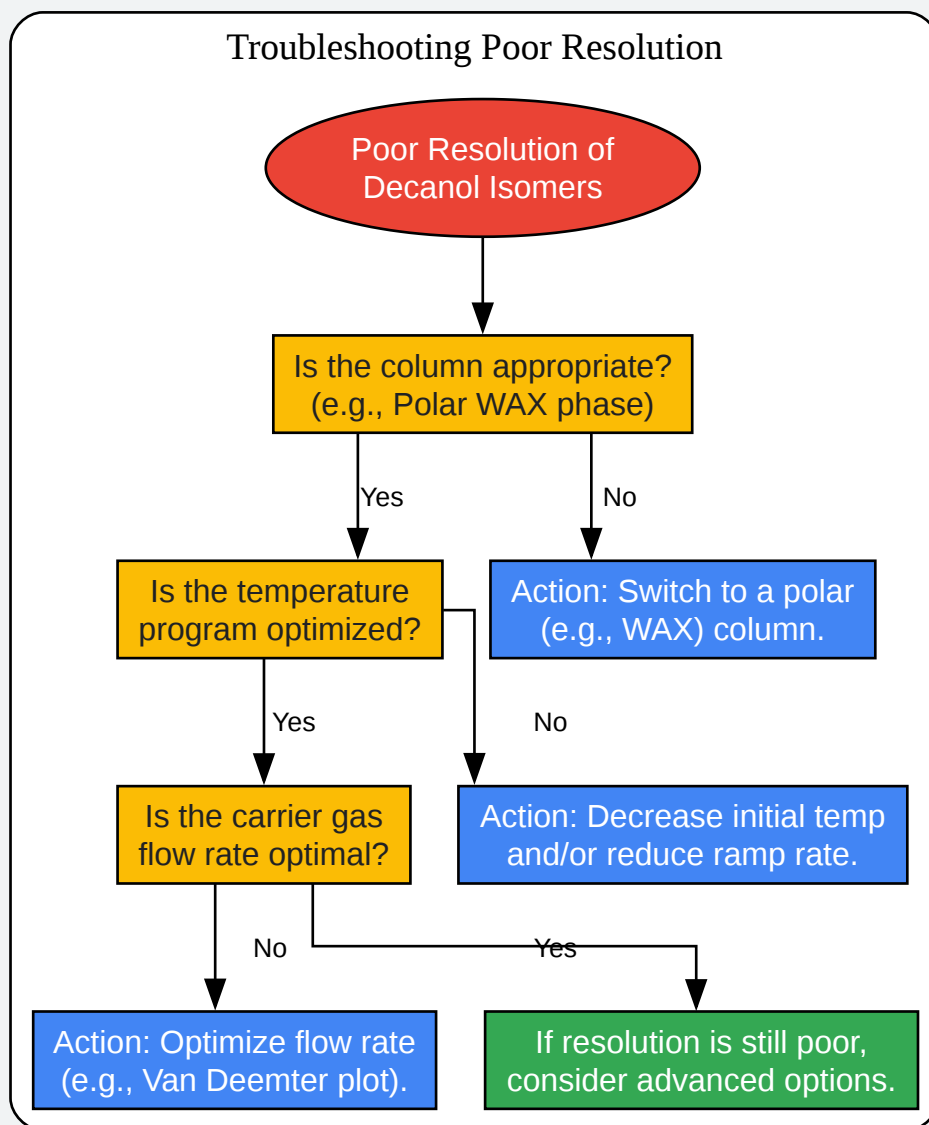 Troubleshooting Poor Resolution
Poor Resolution of
Decanol Isomers
Is the column appropriate?
(e.g., Polar WAX phase)
Yes
No
Is the temperature
program optimized?
Action: Switch to a polar
(e.g., WAX) column.
Yes
No
Is the carrier gas
flow rate optimal?
Action: Decrease initial temp
and/or reduce ramp rate.
No
Yes
Action: Optimize flow rate
(e.g., Van Deemter plot).
If resolution is still poor,
consider advanced options.